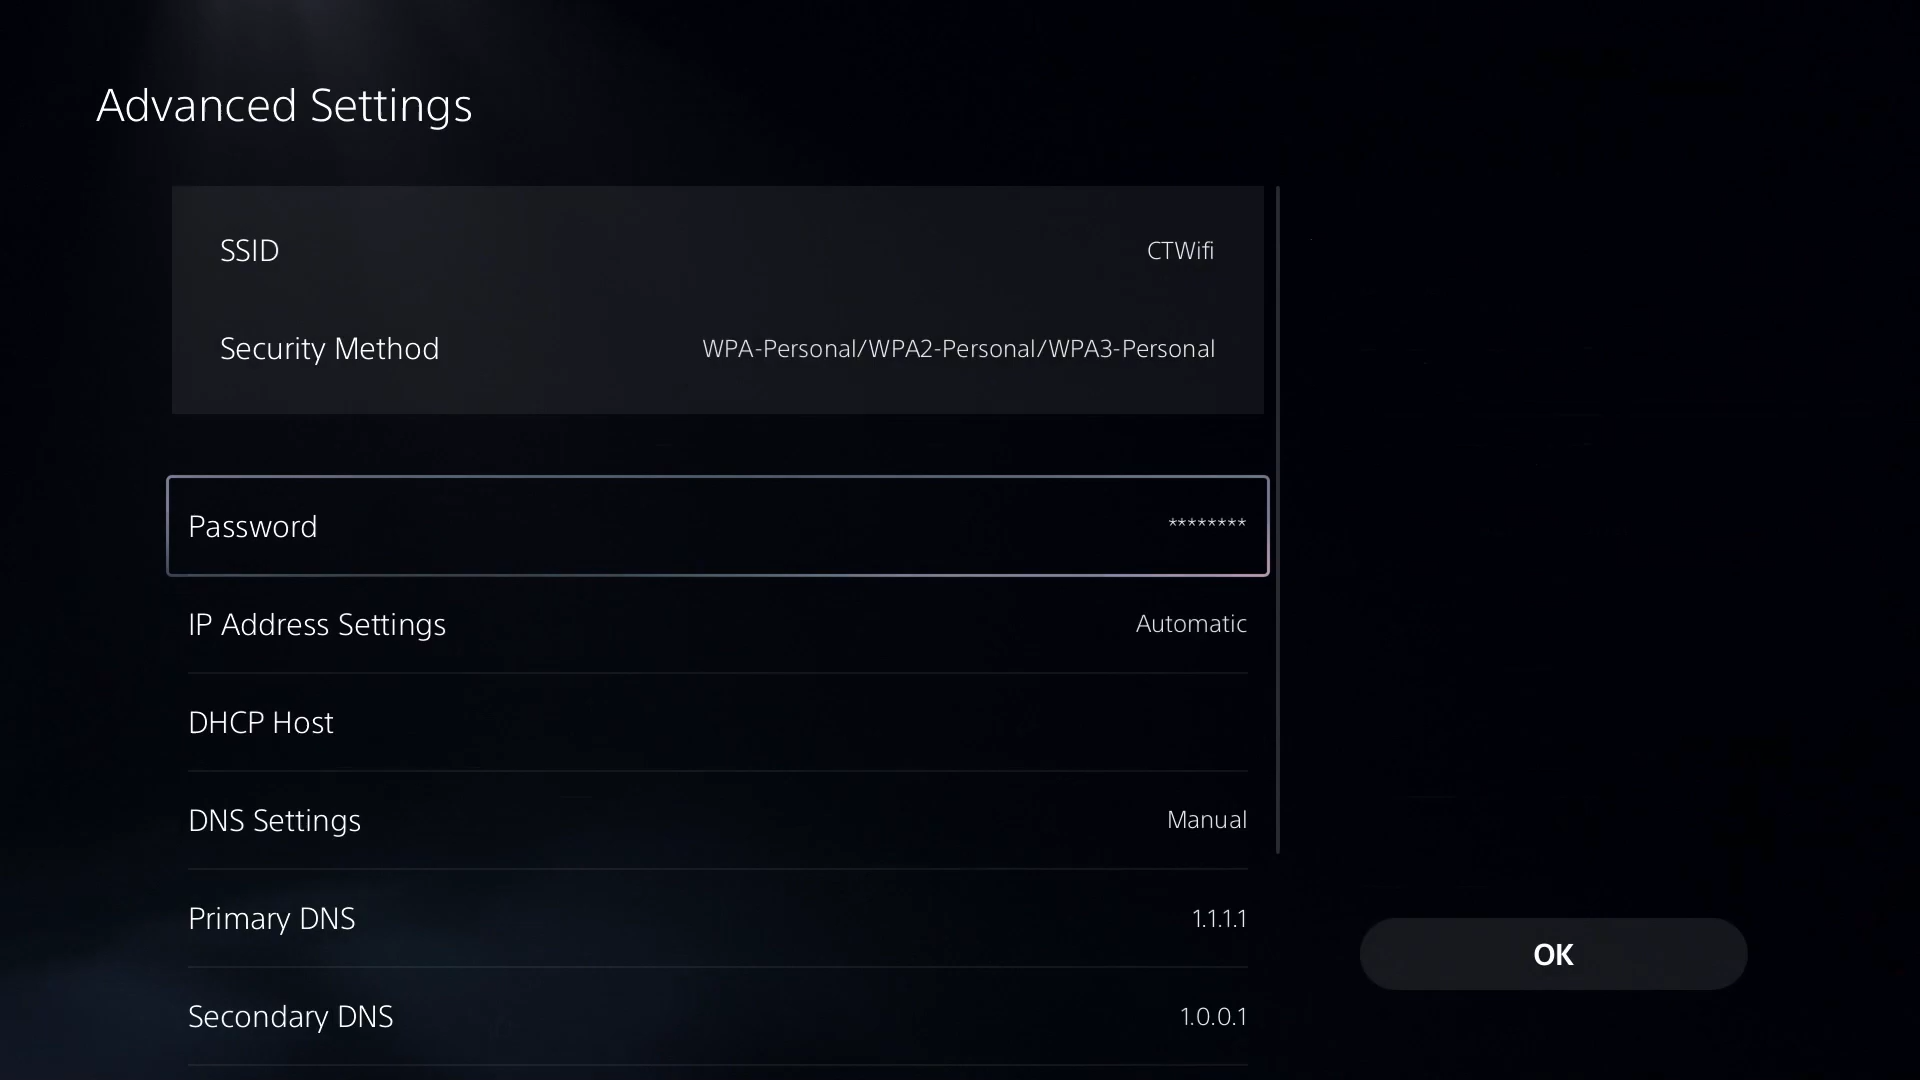 Advanced Settings
SSID CTWifi
Security Method WPA-Personal/WPA2-Personal/WPA3-Personal
Password ********
IP Address Settings Automatic
DHCP Host
DNS Settings Manual
Primary DNS 1.1.1.1
OK
Secondary DNS 1.0.0.1